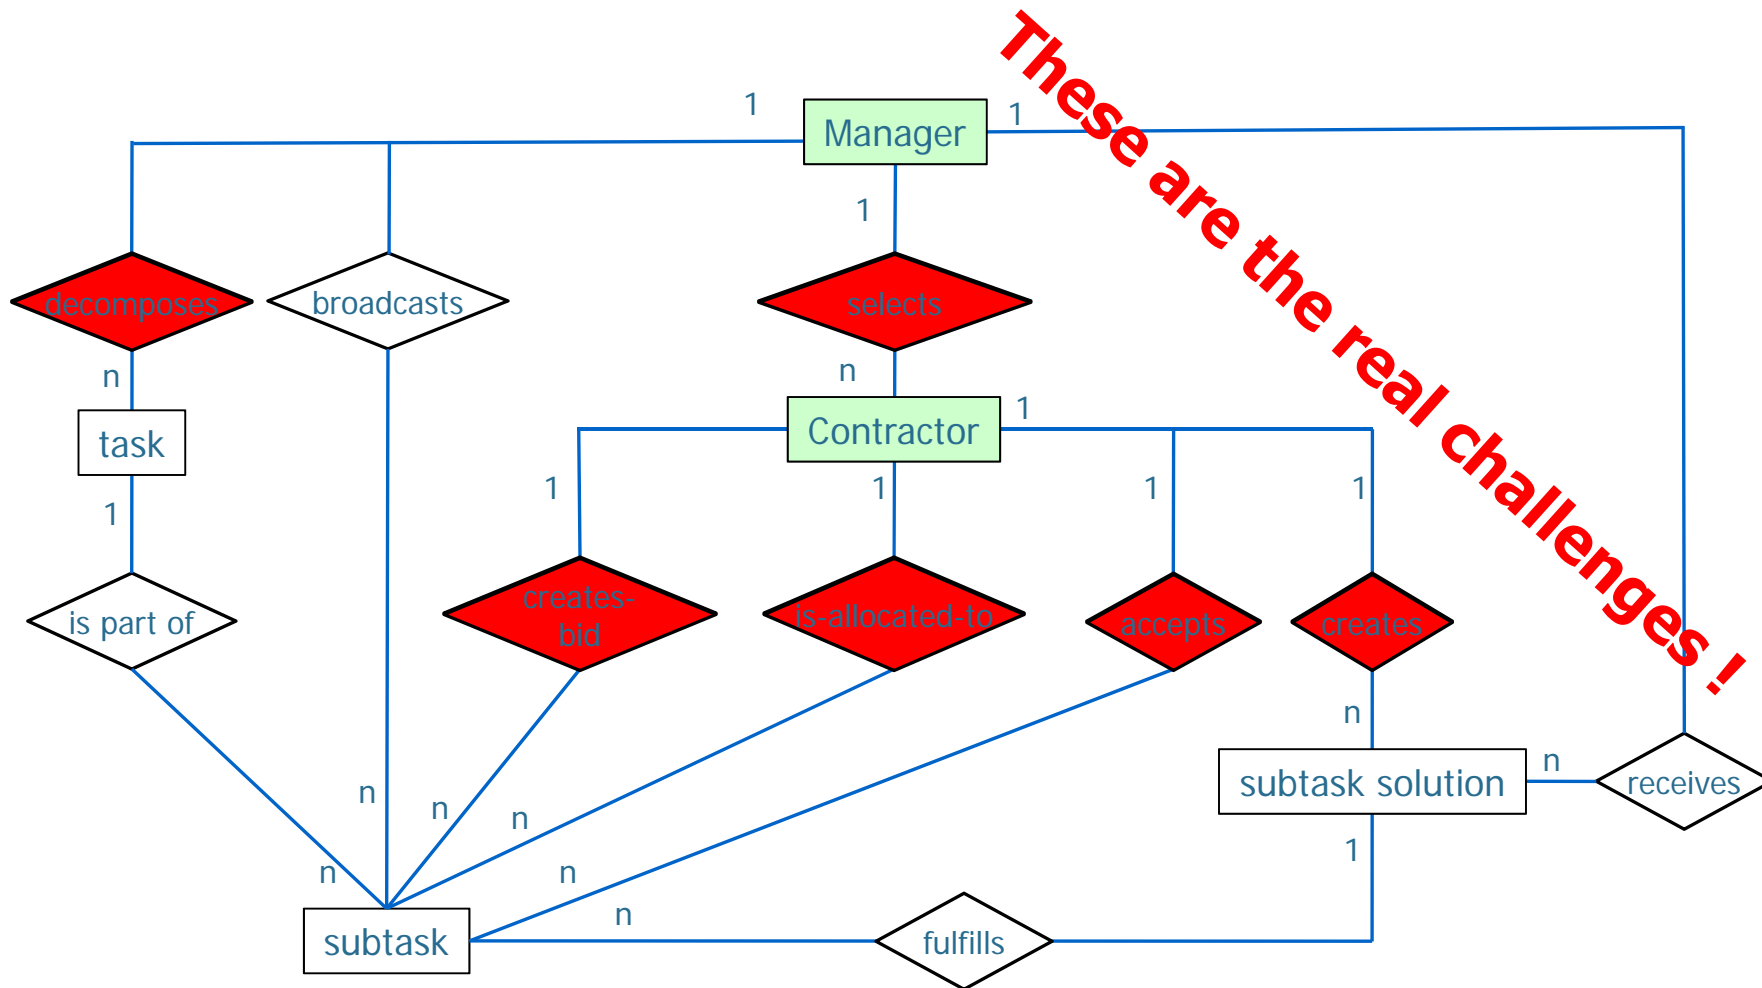 These are the real challenges !
1
Manager
1
1
decomposes
broadcasts
selects
n
n
task
Contractor
1
1
1
1
1
1
is part of
creates-
bid
is-allocated-to
accepts
creates
n
subtask solution
n
receives
n
n
n
1
n
n
n
subtask
fulfills